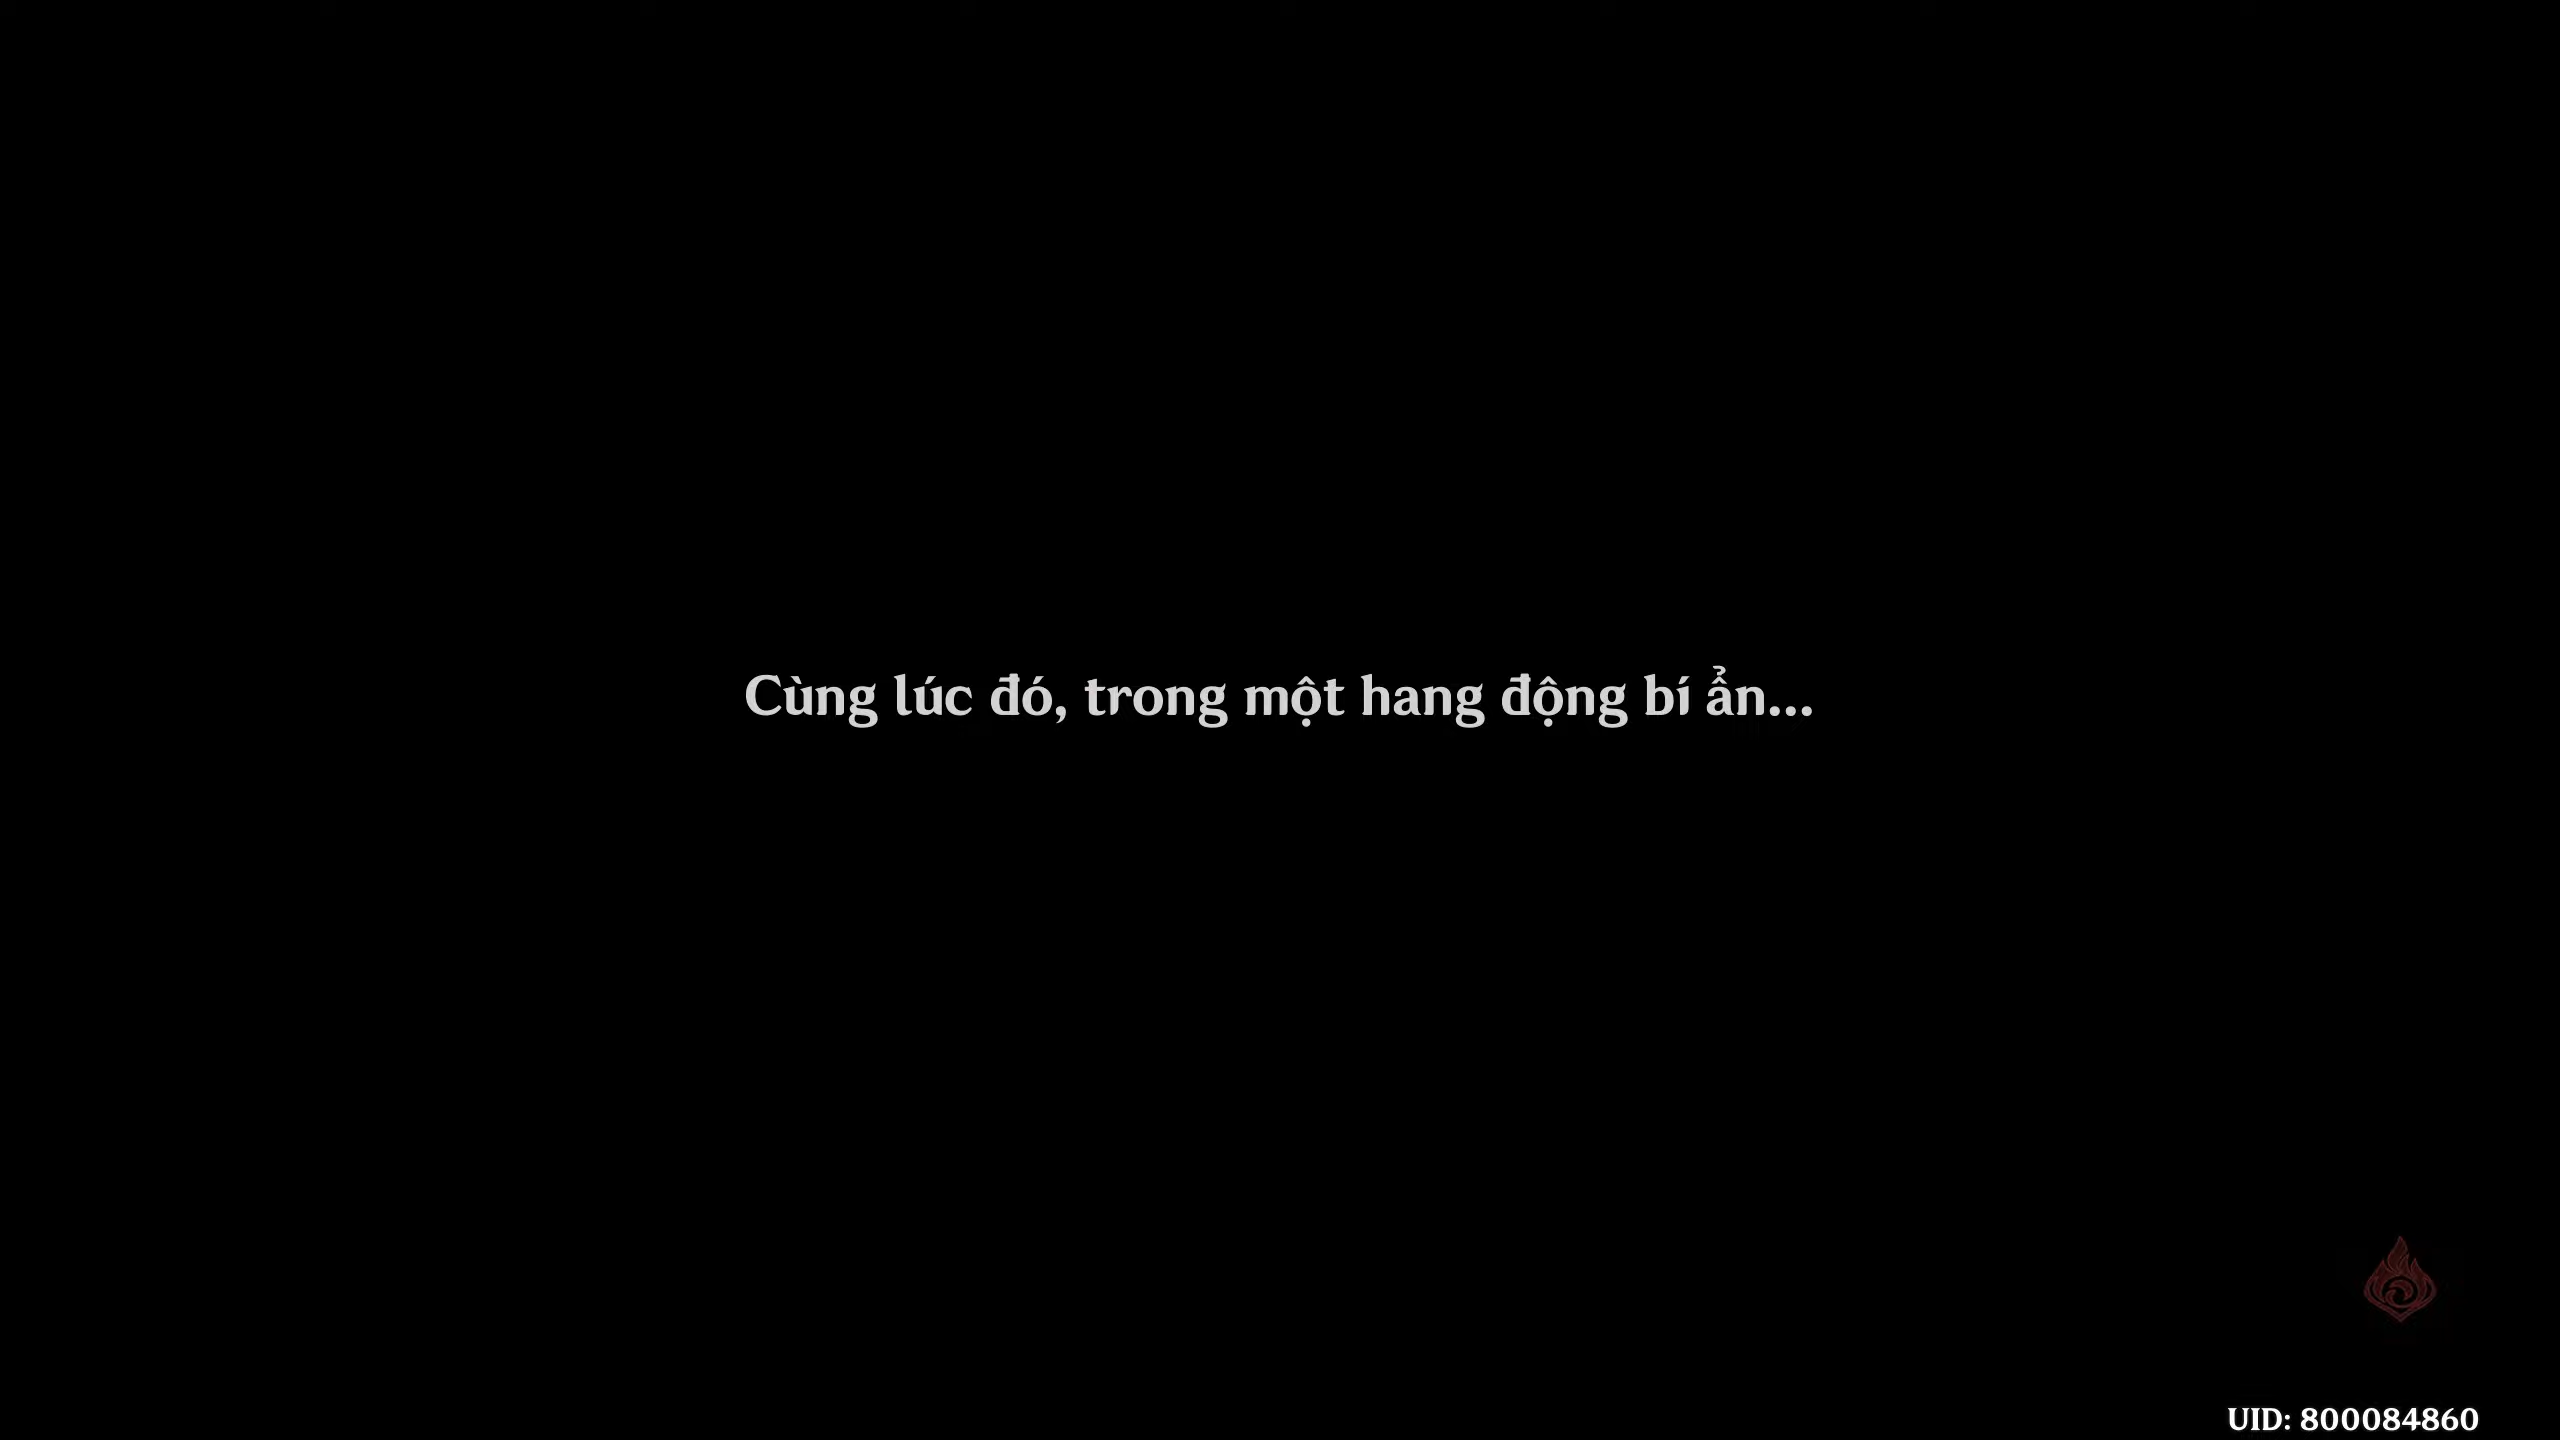 Cùng lúc đó, trong một hang động bí ẩn...
UID: 800084860